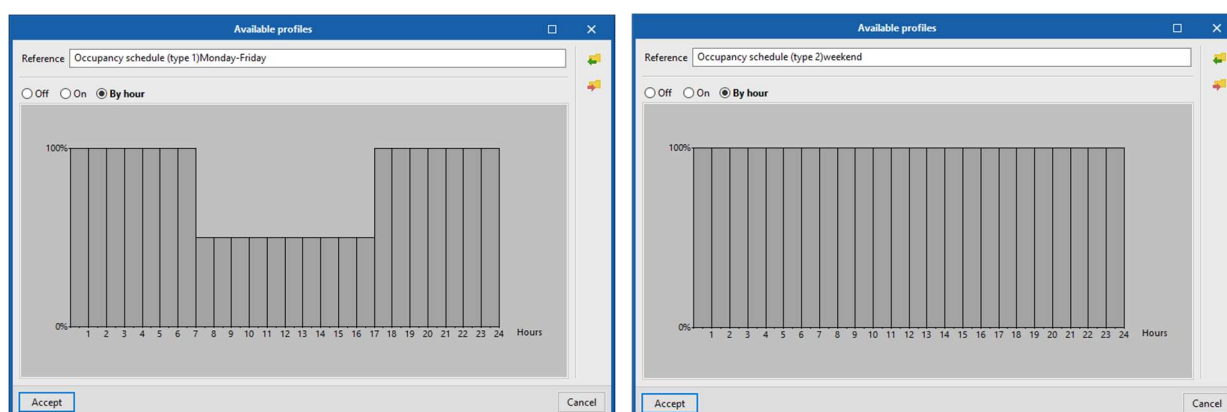 Available profiles
Reference Occupancy schedule (type 1)Monday-Friday
Off On By hour
100%
0%
1 2 3 4 5 6 7 8 9 10 11 12 13 14 15 16 17 18 19 20 21 22 23 24 Hours
Accept Cancel
Available profiles
Reference Occupancy schedule (type 2)weekend
Off On By hour
100%
0%
1 2 3 4 5 6 7 8 9 10 11 12 13 14 15 16 17 18 19 20 21 22 23 24 Hours
Accept Cancel